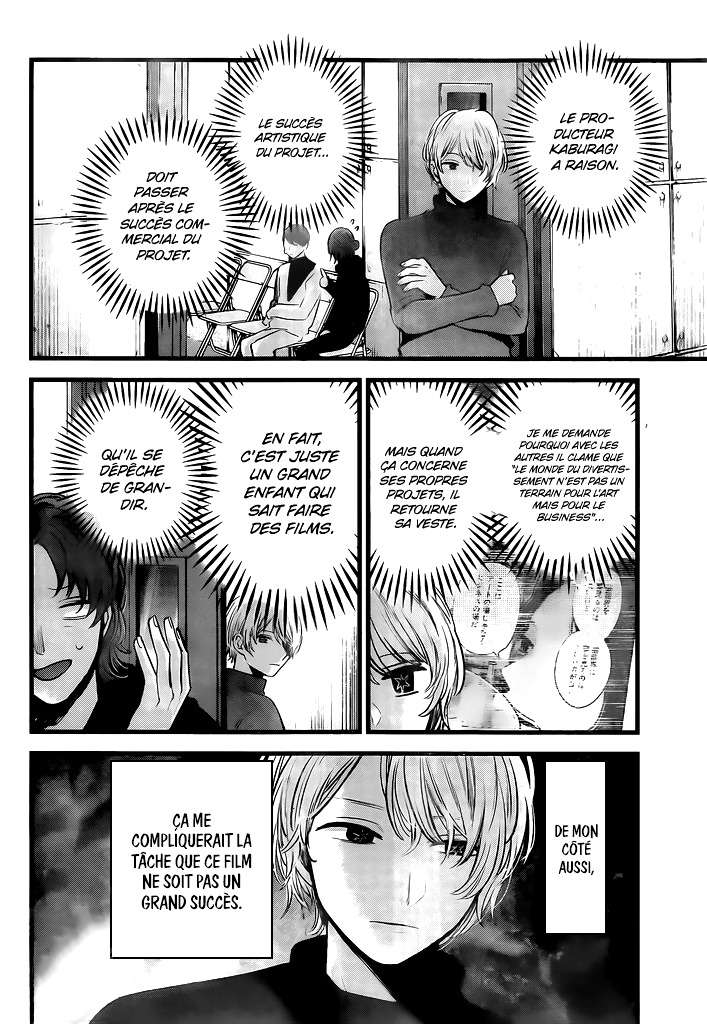 LE PRO-
DUCTEUR
KABURAGI
A RAISON.
LE SUCCÈS
ARTISTIQUE
DU PROJET...
DOIT
PASSER
APRÈS LE
SUCCÈS COM-
MERCIAL DU
PROJET.
JE ME DEMANDE
POURQUOI AVEC LES
AUTRES IL CLAME QUE
"LE MONDE DU DIVERTIS-
SEMENT N'EST PAS UN
TERRAIN POUR L'ART
MAIS POUR LE
BUSINESS"...
MAIS QUAND
ÇA CONCERNE
SES PROPRES
PROJETS, IL
RETOURNE
SA VESTE.
EN FAIT,
C'EST JUSTE
UN GRAND
ENFANT QUI
SAIT FAIRE
DES FILMS.
QU'IL SE
DÉPÊCHE
DE GRAN-
DIR.
DE MON
CÔTÉ
AUSSI,
ÇA ME
COMPLIQUERAIT LA
TÂCHE QUE CE FILM
NE SOIT PAS UN
GRAND SUCCÈS.